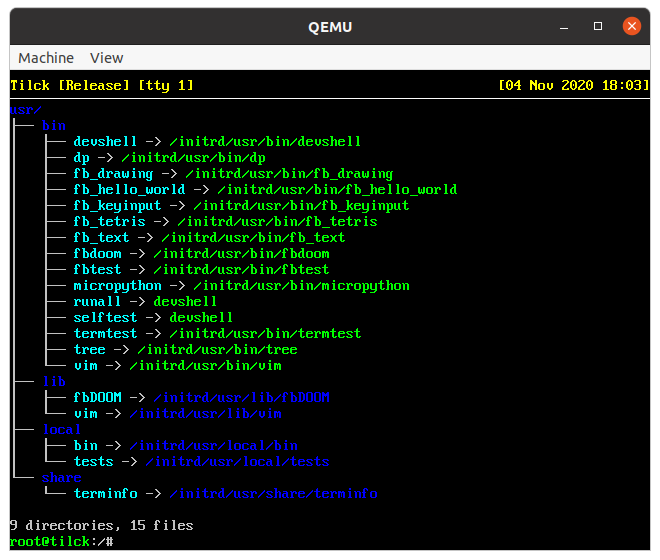 QEMU
Machine View
Tilck [Release] [tty 1] [04 Nov 2020 18:03]
usr/
├── bin
│   ├── devshell -> /initrd/usr/bin/devshell
│   ├── dp -> /initrd/usr/bin/dp
│   ├── fb_drawing -> /initrd/usr/bin/fb_drawing
│   ├── fb_hello_world -> /initrd/usr/bin/fb_hello_world
│   ├── fb_keyinput -> /initrd/usr/bin/fb_keyinput
│   ├── fb_tetris -> /initrd/usr/bin/fb_tetris
│   ├── fb_text -> /initrd/usr/bin/fb_text
│   ├── fbdoom -> /initrd/usr/bin/fbdoom
│   ├── fbtest -> /initrd/usr/bin/fbtest
│   ├── micropython -> /initrd/usr/bin/micropython
│   ├── runall -> devshell
│   ├── selftest -> devshell
│   ├── termtest -> /initrd/usr/bin/termtest
│   ├── tree -> /initrd/usr/bin/tree
│   └── vim -> /initrd/usr/bin/vim
├── lib
│   ├── fbDOOM -> /initrd/usr/lib/fbDOOM
│   └── vim -> /initrd/usr/lib/vim
├── local
│   ├── bin -> /initrd/usr/local/bin
│   └── tests -> /initrd/usr/local/tests
└── share
    └── terminfo -> /initrd/usr/share/terminfo
9 directories, 15 files
root@tilck:/#